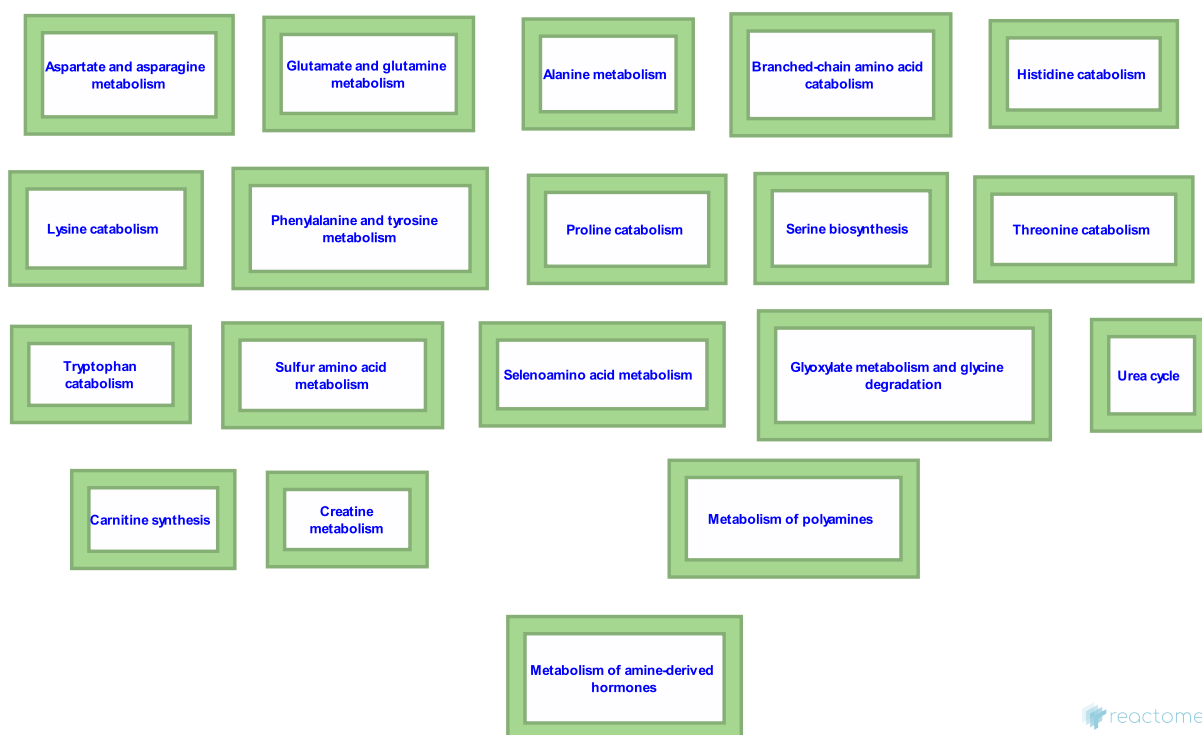 Aspartate and asparagine
metabolism
Glutamate and glutamine
metabolism
Alanine metabolism
Branched-chain amino acid
catabolism
Histidine catabolism
Lysine catabolism
Phenylalanine and tyrosine
metabolism
Proline catabolism
Serine biosynthesis
Threonine catabolism
Tryptophan
catabolism
Sulfur amino acid
metabolism
Selenoamino acid metabolism
Glyoxylate metabolism and glycine
degradation
Urea cycle
Carnitine synthesis
Creatine
metabolism
Metabolism of polyamines
Metabolism of amine-derived
hormones
reactome